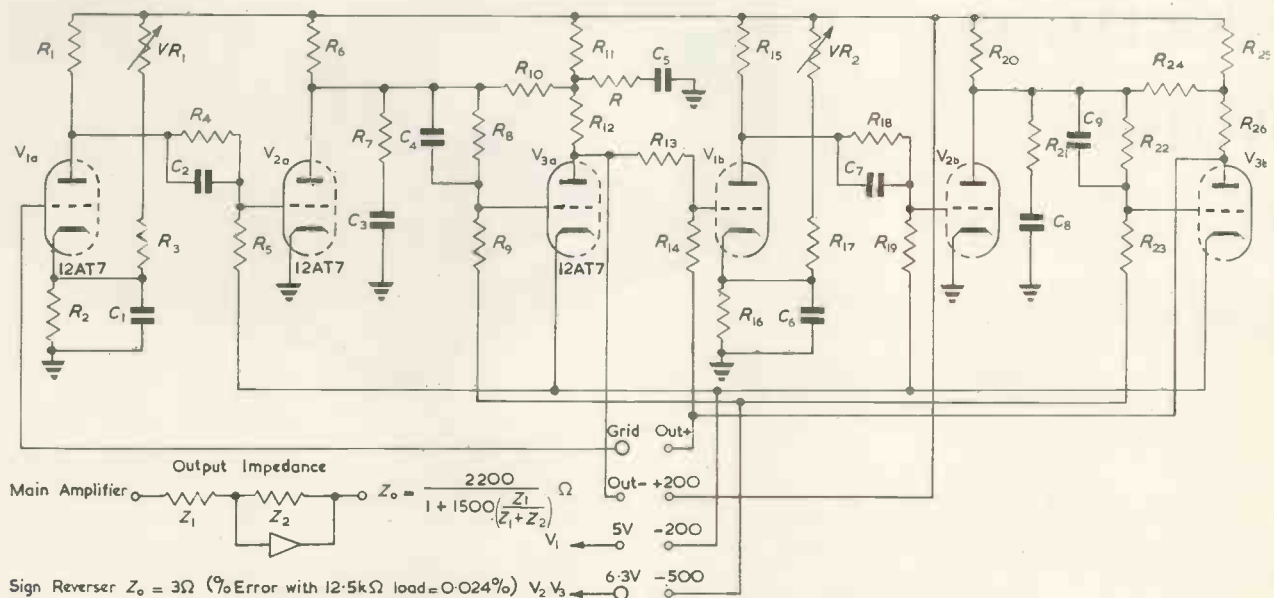 R1
VR1
R6
R11
R
C5
R15
VR2
R20
R24
R25
R10
R4
C2
R7
C4
R8
R12
R13
R18
C7
R21
C9
R22
R26
V1a
V2a
V3a
V1b
V2b
V3b
R3
R5
C3
R9
R14
R17
R19
C8
R23
12AT7
12AT7
12AT7
R2
C1
R16
C6
Grid Out+
Output Impedance
Main Amplifier Z1 Z2 Zo = 2200 / 1 + 1500 (Z1 / Z1 + Z2) Ω
Out- +200
V1 5V -200
Sign Reverser Zo = 3Ω (% Error with 12·5kΩ load = 0·024%) V2 V3 6·3V -500